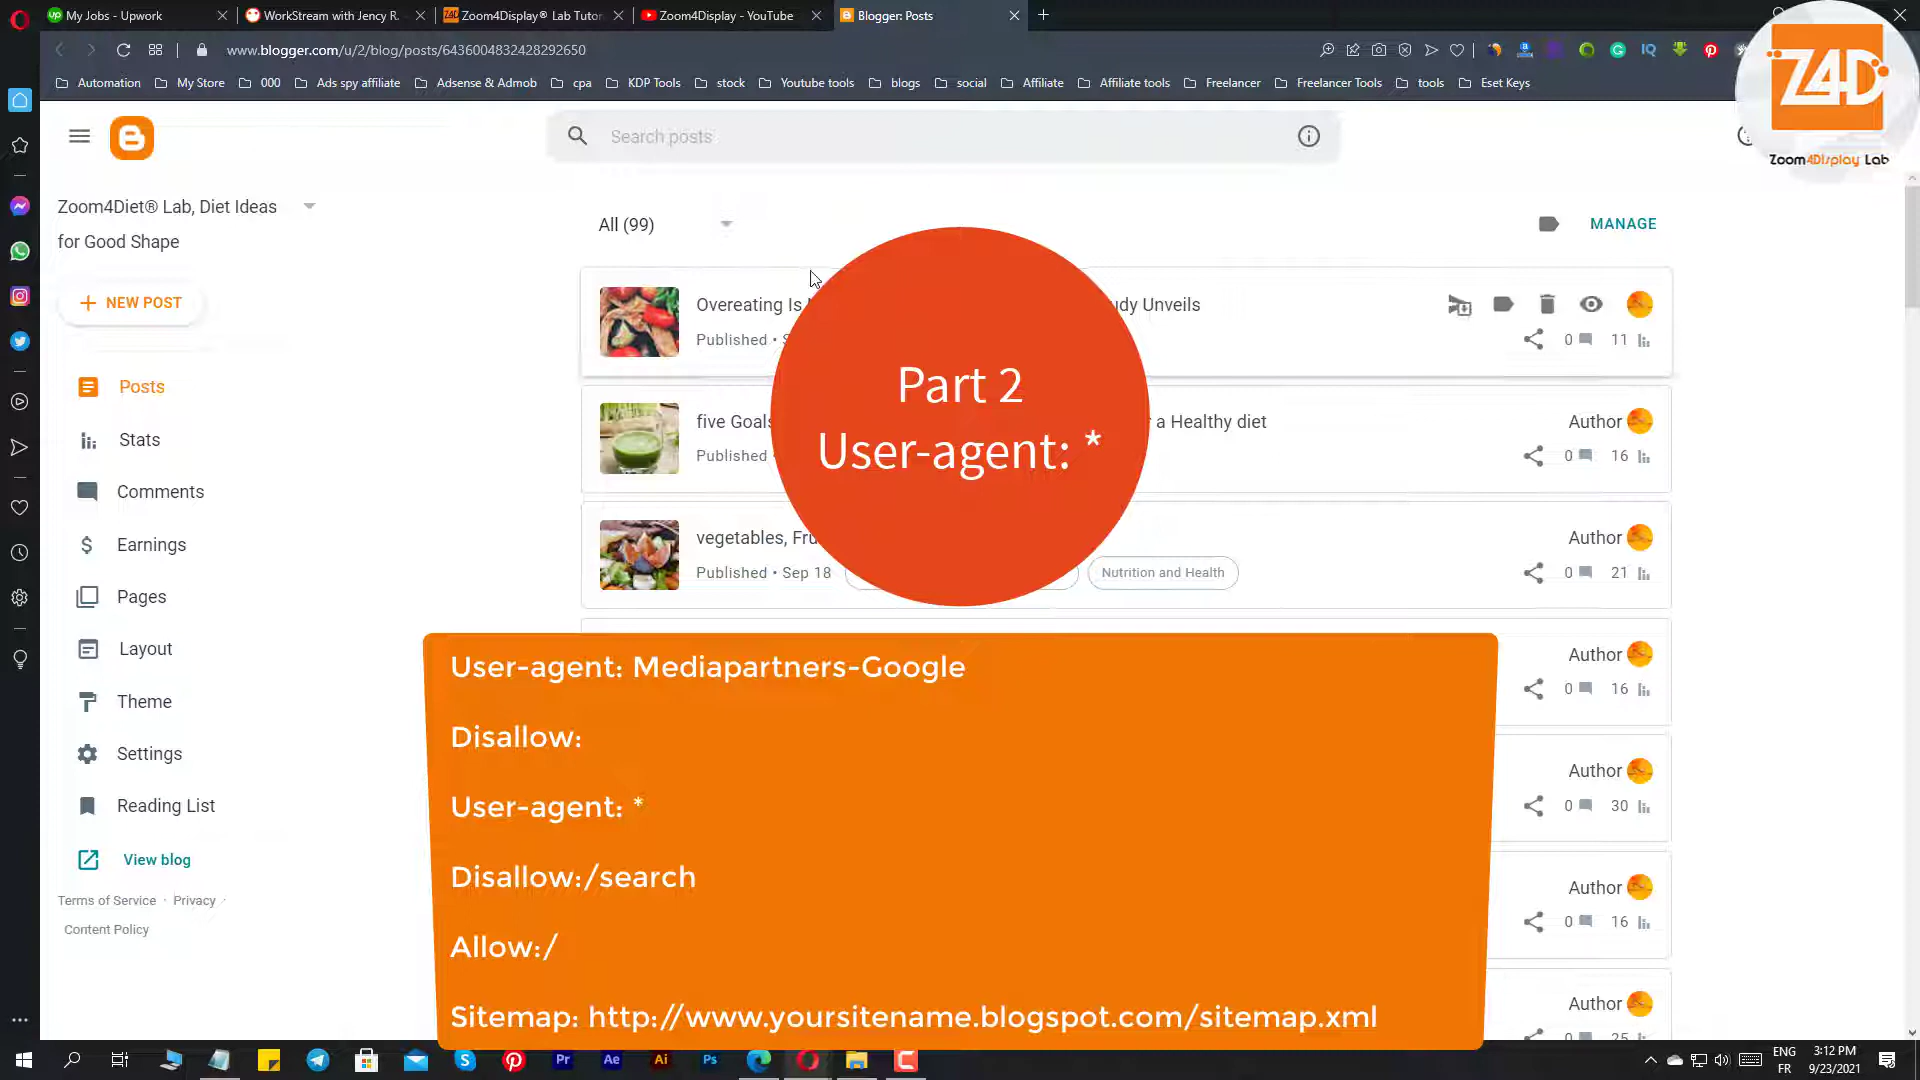 My Jobs - Upwork
WorkStream with Jency R.
Zoom4Display® Lab Tutor
Zoom4Display - YouTube
Blogger: Posts
www.blogger.com/u/2/blog/posts/6436004832428292650
Automation
My Store
000
Ads spy affiliate
Adsense & Admob
cpa
KDP Tools
stock
Youtube tools
blogs
social
Affiliate
Affiliate tools
Freelancer
Freelancer Tools
tools
Eset Keys
Z4D
Zoom4Display Lab
Search posts
Zoom4Diet® Lab, Diet Ideas
for Good Shape
NEW POST
Posts
Stats
Comments
Earnings
Pages
Layout
Theme
Settings
Reading List
View blog
Terms of Service · Privacy ·
Content Policy
All (99)
MANAGE
Overeating Is
Unveils
Published •
0
11
five Goals
a Healthy diet
Author
Published
0
16
vegetables,
Author
Published • Sep 18
Nutrition and Health
0
21
Author
0
16
Author
0
30
Author
0
16
Author
0
25
Part 2
User-agent: *
User-agent: Mediapartners-Google
Disallow:
User-agent: *
Disallow:/search
Allow:/
Sitemap: http://www.yoursitename.blogspot.com/sitemap.xml
Pr
Ae
Ai
Ps
ENG
FR
3:12 PM
9/23/2021